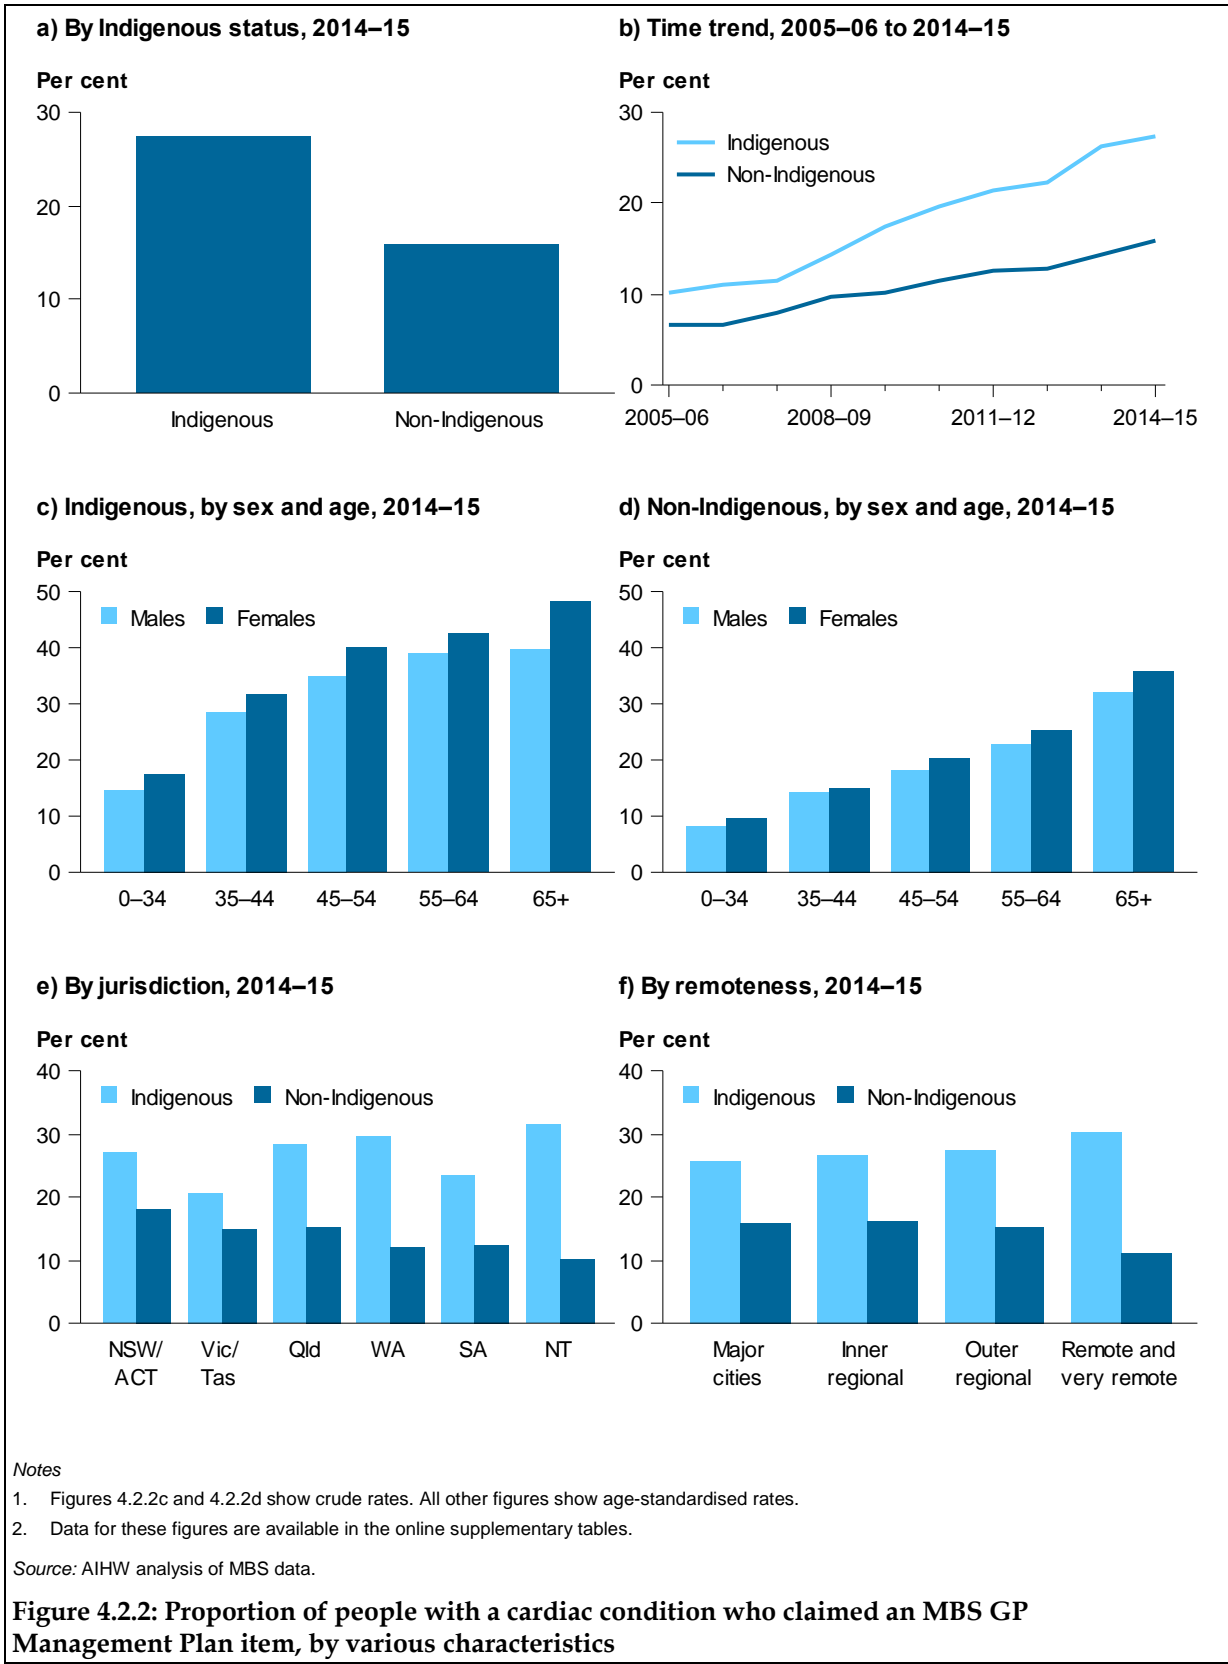 a) By Indigenous status, 2014–15
Per cent
30
20
10
0
Indigenous
Non-Indigenous
b) Time trend, 2005–06 to 2014–15
Per cent
30
20
10
0
Indigenous
Non-Indigenous
2005–06
2008–09
2011–12
2014–15
c) Indigenous, by sex and age, 2014–15
Per cent
50
40
30
20
10
0
Males
Females
0–34
35–44
45–54
55–64
65+
d) Non-Indigenous, by sex and age, 2014–15
Per cent
50
40
30
20
10
0
Males
Females
0–34
35–44
45–54
55–64
65+
e) By jurisdiction, 2014–15
Per cent
40
30
20
10
0
Indigenous
Non-Indigenous
NSW/
ACT
Vic/
Tas
Qld
WA
SA
NT
f) By remoteness, 2014–15
Per cent
40
30
20
10
0
Indigenous
Non-Indigenous
Major
cities
Inner
regional
Outer
regional
Remote and
very remote
Notes
1. Figures 4.2.2c and 4.2.2d show crude rates. All other figures show age-standardised rates.
2. Data for these figures are available in the online supplementary tables.
Source: AIHW analysis of MBS data.
Figure 4.2.2: Proportion of people with a cardiac condition who claimed an MBS GP
Management Plan item, by various characteristics